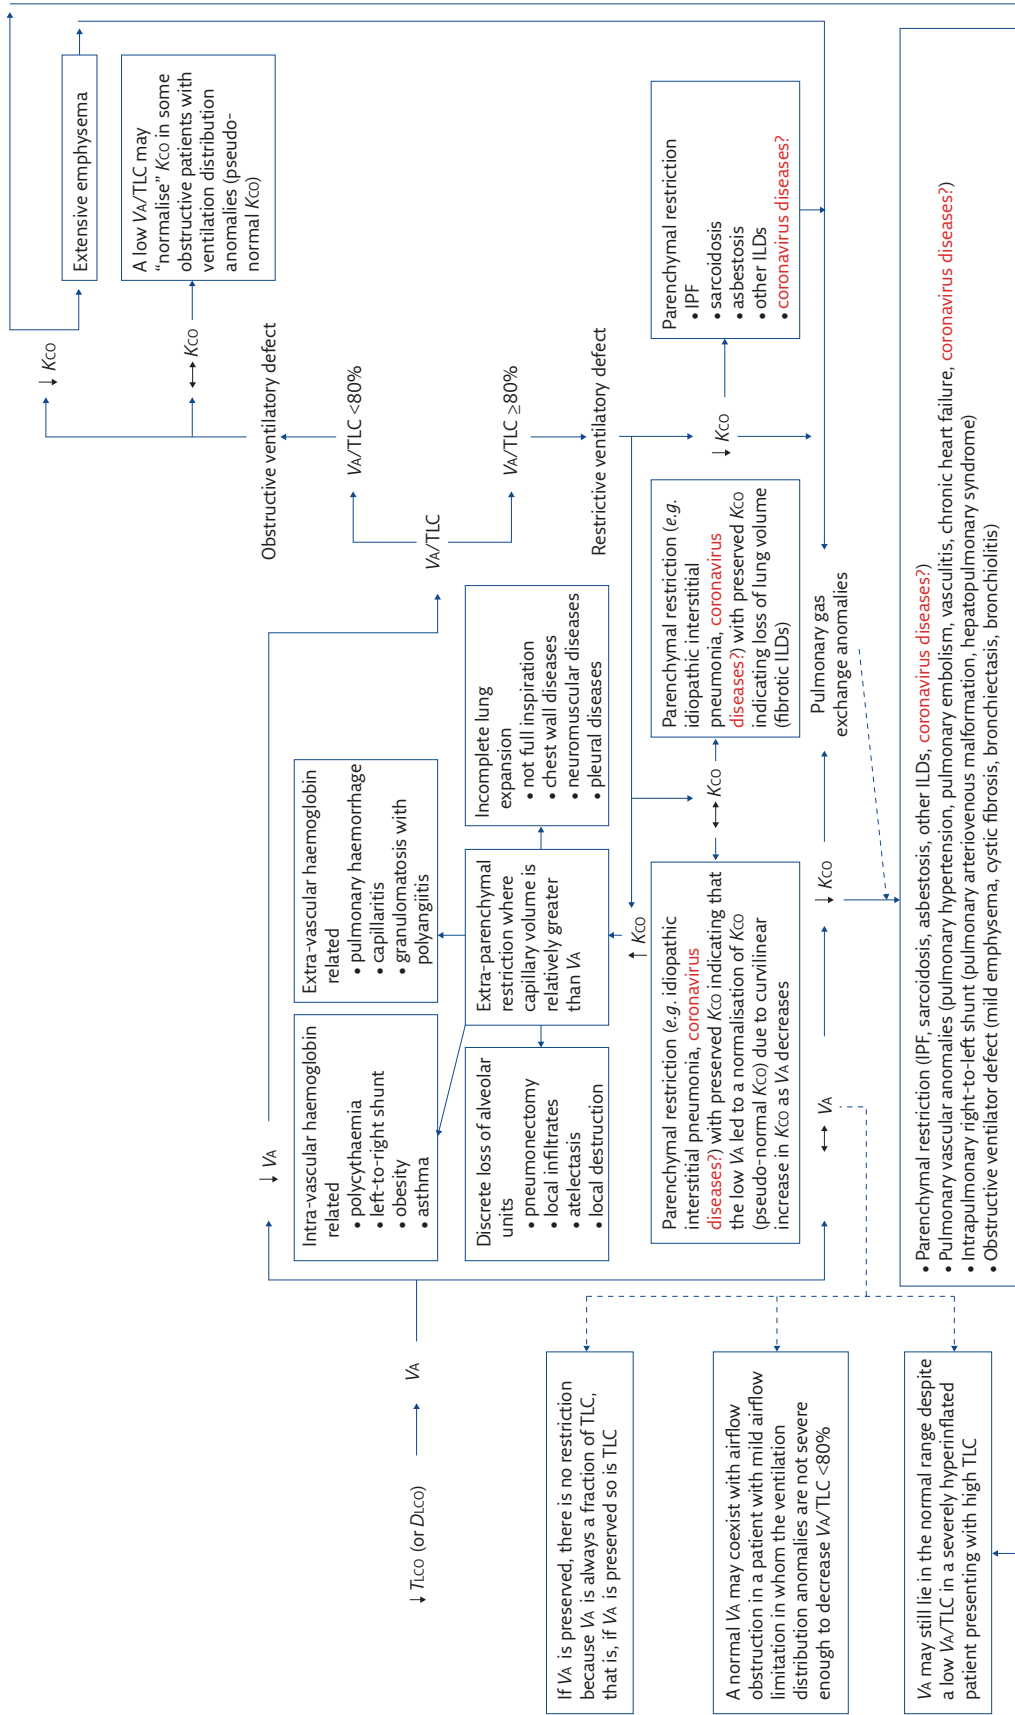 ↓ TLCO (or DLCO)
VA
If VA is preserved, there is no restriction
because VA is always a fraction of TLC,
that is, if VA is preserved so is TLC
A normal VA may coexist with airflow
obstruction in a patient with mild airflow
limitation in whom the ventilation
distribution anomalies are not severe
enough to decrease VA/TLC <80%
VA may still lie in the normal range despite
a low VA/TLC in a severely hyperinflated
patient presenting with high TLC
↓ VA
Intra-vascular haemoglobin
related
• polycythaemia
• left-to-right shunt
• obesity
• asthma
Extra-vascular haemoglobin
related
• pulmonary haemorrhage
• capillaritis
• granulomatosis with
polyangiitis
Discrete loss of alveolar
units
• pneumonectomy
• local infiltrates
• atelectasis
• local destruction
Extra-parenchymal
restriction where
capillary volume is
relatively greater
than VA
Incomplete lung
expansion
• not full inspiration
• chest wall diseases
• neuromuscular diseases
• pleural diseases
↑ KCO
Parenchymal restriction (e.g. idiopathic
interstitial pneumonia, coronavirus
diseases?) with preserved KCO indicating that
the low VA led to a normalisation of KCO
(pseudo-normal KCO) due to curvilinear
increase in KCO as VA decreases
↔ KCO
Parenchymal restriction (e.g.
idiopathic interstitial
pneumonia, coronavirus
diseases?) with preserved KCO
indicating loss of lung volume
(fibrotic ILDs)
↔ VA
↓ KCO
Pulmonary gas
exchange anomalies
VA/TLC
VA/TLC <80%
VA/TLC ≥80%
Obstructive ventilatory defect
Restrictive ventilatory defect
↓ KCO
↔ KCO
↓ KCO
Extensive emphysema
A low VA/TLC may
“normalise” KCO in some
obstructive patients with
ventilation distribution
anomalies (pseudo-
normal KCO)
Parenchymal restriction
• IPF
• sarcoidosis
• asbestosis
• other ILDs
• coronavirus diseases?
• Parenchymal restriction (IPF, sarcoidosis, asbestosis, other ILDs, coronavirus diseases?)
• Pulmonary vascular anomalies (pulmonary hypertension, pulmonary embolism, vasculitis, chronic heart failure, coronavirus diseases?)
• Intrapulmonary right-to-left shunt (pulmonary arteriovenous malformation, hepatopulmonary syndrome)
• Obstructive ventilator defect (mild emphysema, cystic fibrosis, bronchiectasis, bronchiolitis)